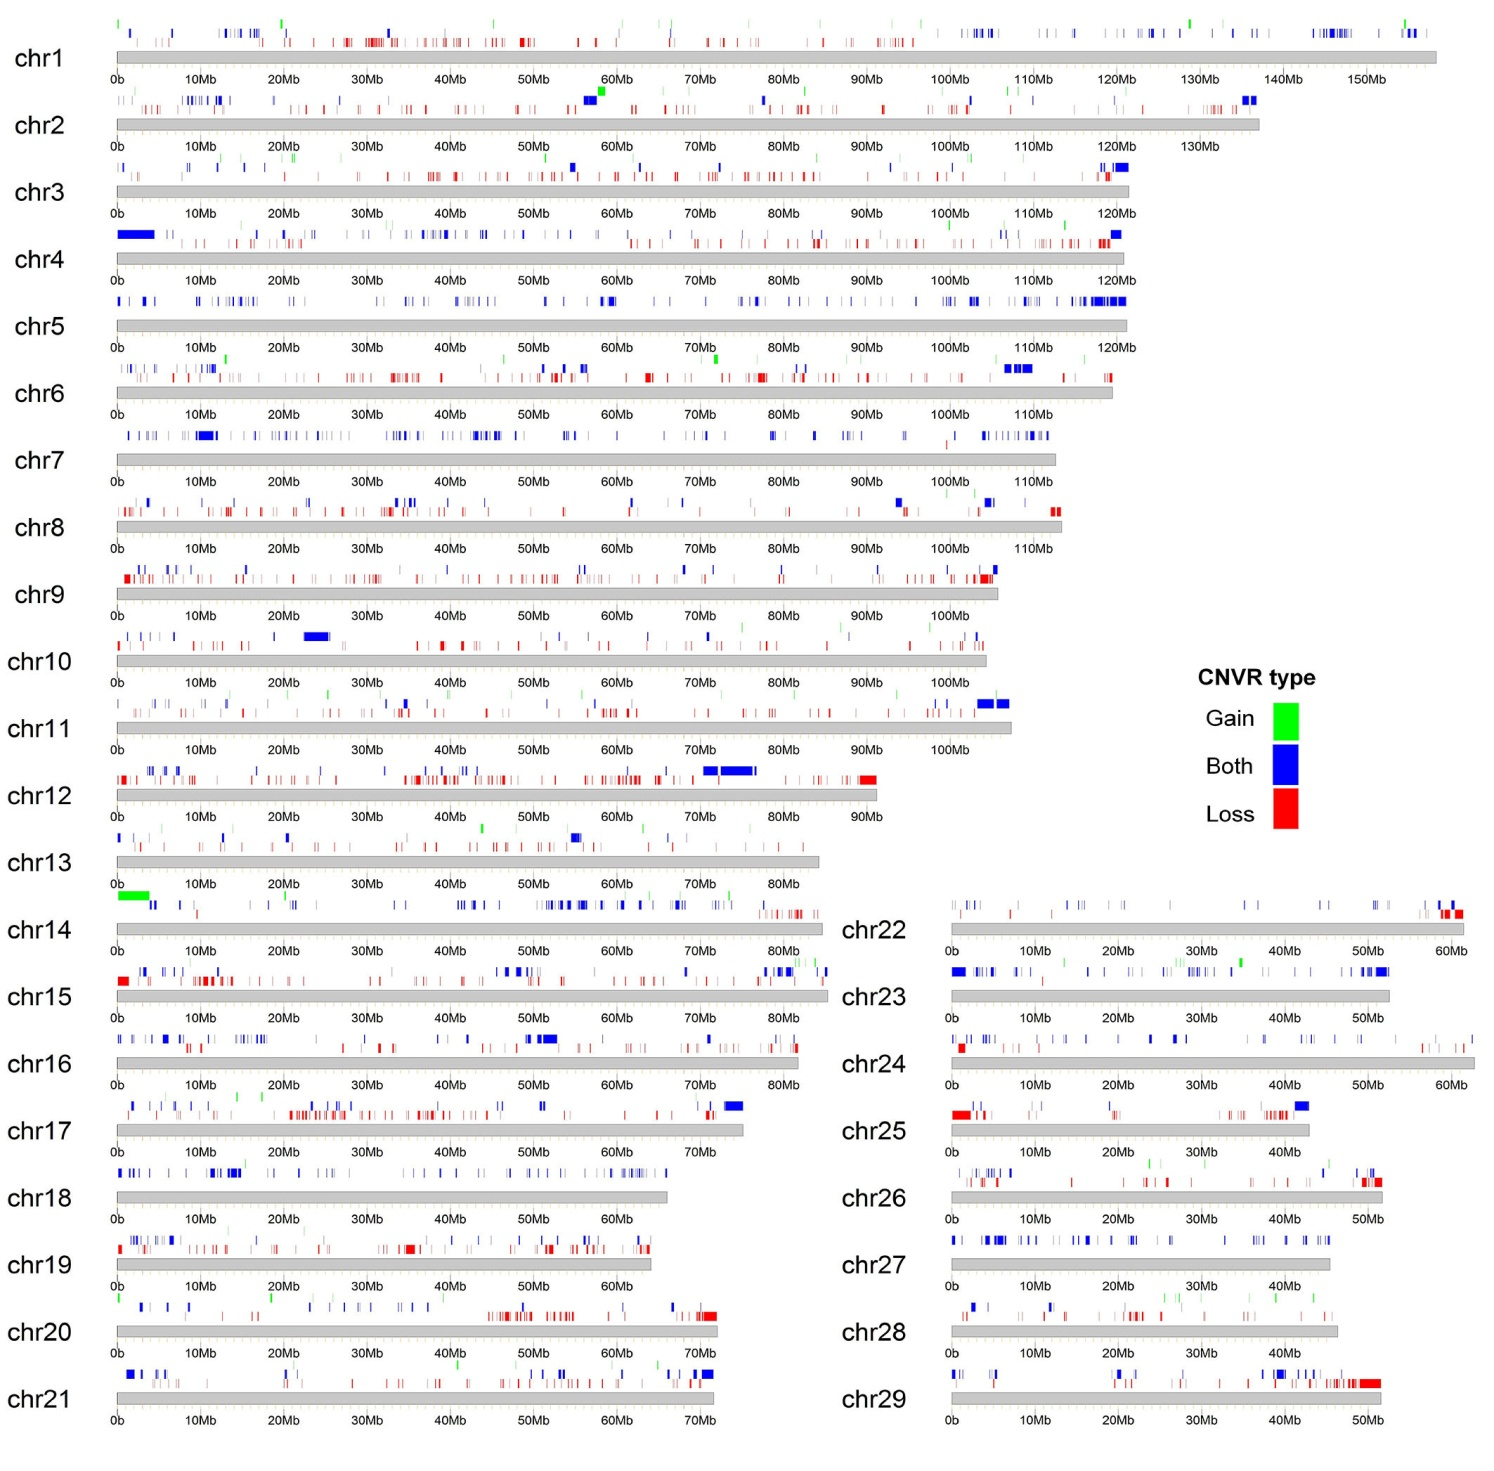 chr1
0b 10Mb 20Mb 30Mb 40Mb 50Mb 60Mb 70Mb 80Mb 90Mb 100Mb 110Mb 120Mb 130Mb 140Mb 150Mb
chr2
0b 10Mb 20Mb 30Mb 40Mb 50Mb 60Mb 70Mb 80Mb 90Mb 100Mb 110Mb 120Mb 130Mb
chr3
0b 10Mb 20Mb 30Mb 40Mb 50Mb 60Mb 70Mb 80Mb 90Mb 100Mb 110Mb 120Mb
chr4
0b 10Mb 20Mb 30Mb 40Mb 50Mb 60Mb 70Mb 80Mb 90Mb 100Mb 110Mb 120Mb
chr5
0b 10Mb 20Mb 30Mb 40Mb 50Mb 60Mb 70Mb 80Mb 90Mb 100Mb 110Mb 120Mb
chr6
0b 10Mb 20Mb 30Mb 40Mb 50Mb 60Mb 70Mb 80Mb 90Mb 100Mb 110Mb
chr7
0b 10Mb 20Mb 30Mb 40Mb 50Mb 60Mb 70Mb 80Mb 90Mb 100Mb 110Mb
chr8
0b 10Mb 20Mb 30Mb 40Mb 50Mb 60Mb 70Mb 80Mb 90Mb 100Mb 110Mb
chr9
0b 10Mb 20Mb 30Mb 40Mb 50Mb 60Mb 70Mb 80Mb 90Mb 100Mb
chr10
0b 10Mb 20Mb 30Mb 40Mb 50Mb 60Mb 70Mb 80Mb 90Mb 100Mb
chr11
0b 10Mb 20Mb 30Mb 40Mb 50Mb 60Mb 70Mb 80Mb 90Mb 100Mb
chr12
0b 10Mb 20Mb 30Mb 40Mb 50Mb 60Mb 70Mb 80Mb 90Mb
chr13
0b 10Mb 20Mb 30Mb 40Mb 50Mb 60Mb 70Mb 80Mb
chr14
0b 10Mb 20Mb 30Mb 40Mb 50Mb 60Mb 70Mb 80Mb
chr15
0b 10Mb 20Mb 30Mb 40Mb 50Mb 60Mb 70Mb 80Mb
chr16
0b 10Mb 20Mb 30Mb 40Mb 50Mb 60Mb 70Mb 80Mb
chr17
0b 10Mb 20Mb 30Mb 40Mb 50Mb 60Mb 70Mb
chr18
0b 10Mb 20Mb 30Mb 40Mb 50Mb 60Mb
chr19
0b 10Mb 20Mb 30Mb 40Mb 50Mb 60Mb
chr20
0b 10Mb 20Mb 30Mb 40Mb 50Mb 60Mb 70Mb
chr21
0b 10Mb 20Mb 30Mb 40Mb 50Mb 60Mb 70Mb
CNVR type
Gain
Both
Loss
chr22
0b 10Mb 20Mb 30Mb 40Mb 50Mb 60Mb
chr23
0b 10Mb 20Mb 30Mb 40Mb 50Mb
chr24
0b 10Mb 20Mb 30Mb 40Mb 50Mb 60Mb
chr25
0b 10Mb 20Mb 30Mb 40Mb
chr26
0b 10Mb 20Mb 30Mb 40Mb 50Mb
chr27
0b 10Mb 20Mb 30Mb 40Mb
chr28
0b 10Mb 20Mb 30Mb 40Mb
chr29
0b 10Mb 20Mb 30Mb 40Mb 50Mb